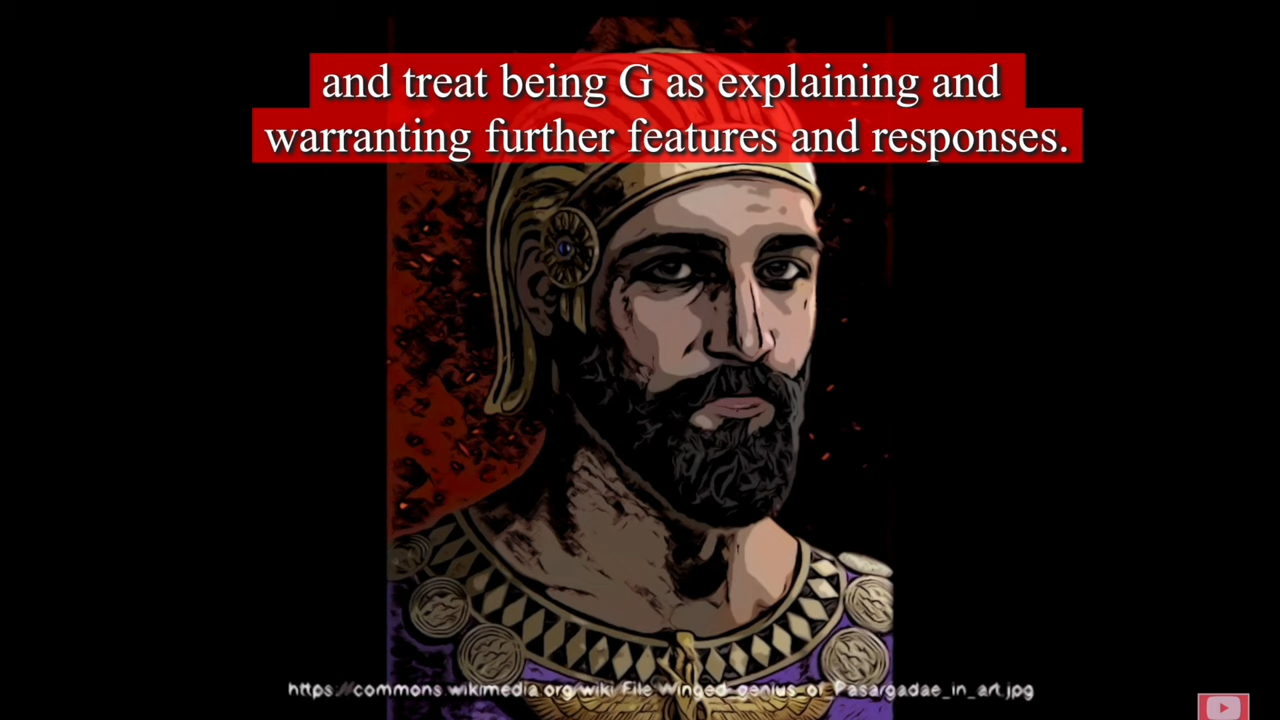 and treat being G as explaining and
warranting further features and responses.
https://commons.wikimedia.org/wiki File Winged_genius_of_Pasargadae_in_art.jpg